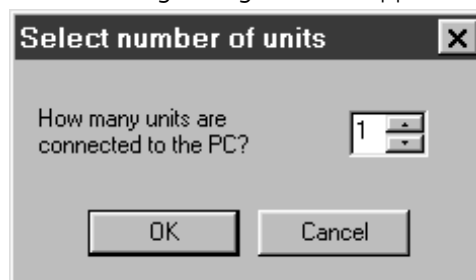 Select number of units
How many units are
connected to the PC?
1
OK
Cancel